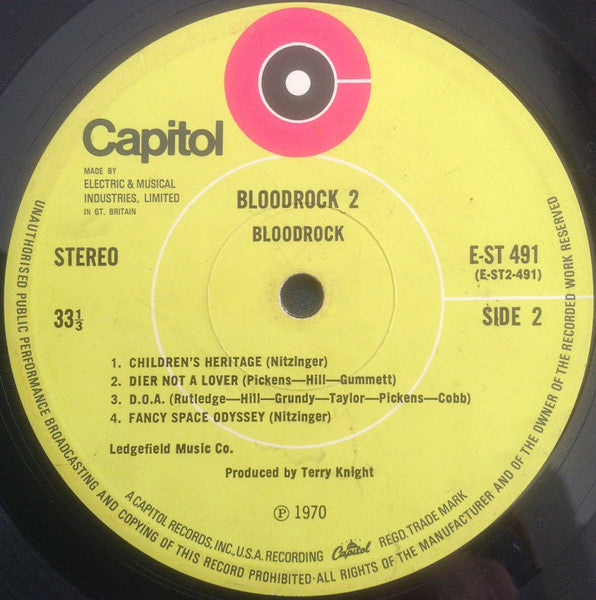 Capitol
MADE BY
ELECTRIC & MUSICAL
INDUSTRIES, LIMITED
IN GT. BRITAIN
BLOODROCK 2
BLOODROCK
STEREO
E-ST 491
(E-ST2-491)
33⅓
SIDE 2
1. CHILDREN'S HERITAGE (Nitzinger)
2. DIER NOT A LOVER (Pickens—Hill—Gummett)
3. D.O.A. (Rutledge—Hill—Grundy—Taylor—Pickens—Cobb)
4. FANCY SPACE ODYSSEY (Nitzinger)
Ledgefield Music Co.
Produced by Terry Knight
℗ 1970
A CAPITOL RECORDS, INC., U.S.A. RECORDING Capitol REGD. TRADE MARK
UNAUTHORISED PUBLIC PERFORMANCE BROADCASTING AND COPYING OF THIS RECORD PROHIBITED·ALL RIGHTS OF THE MANUFACTURER AND OF THE OWNER OF THE RECORDED WORK RESERVED